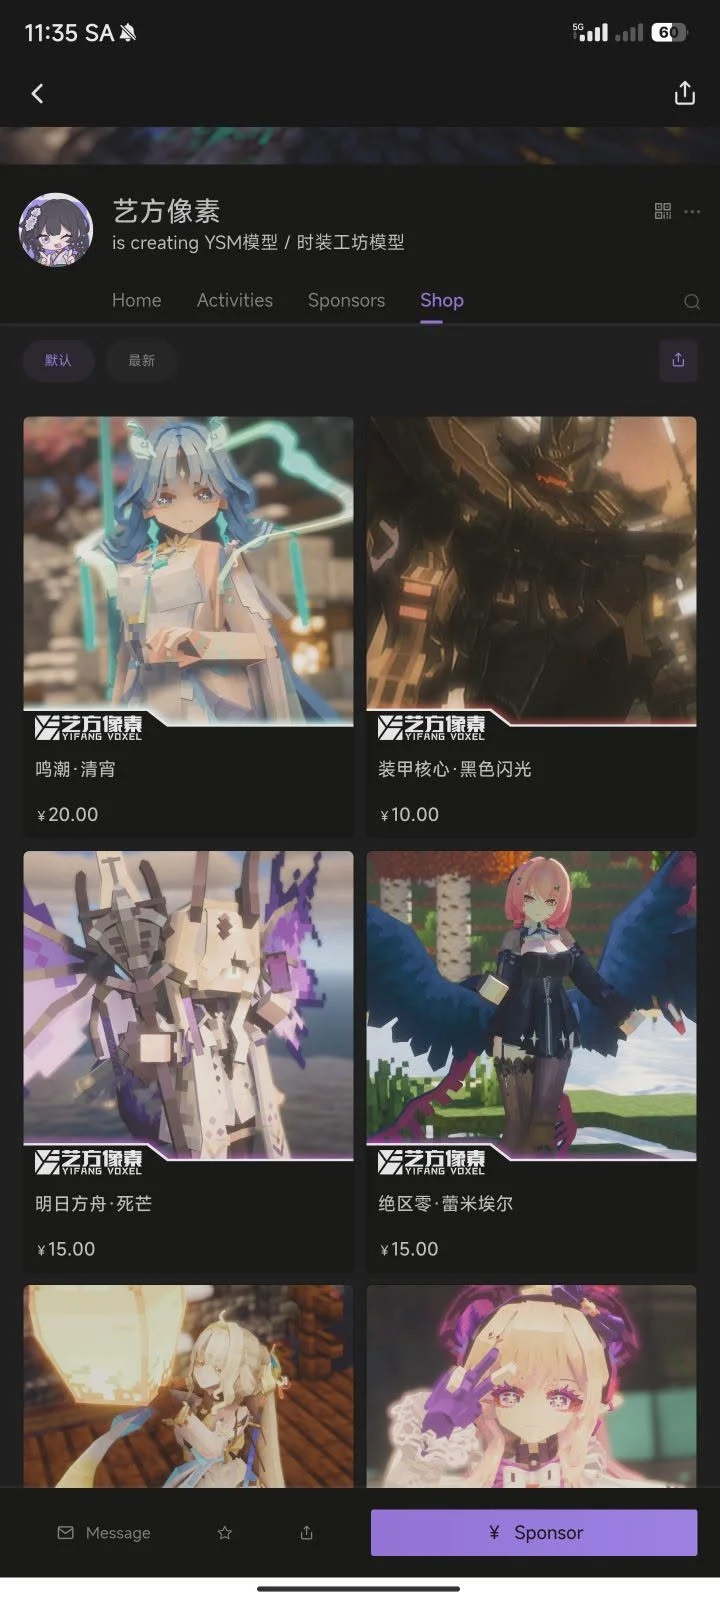 11:35 SA
5G
60
艺方像素
is creating YSM模型 / 时装工坊模型
Home Activities Sponsors Shop
默认 最新
艺方像素 艺方像素
YIFANG VOXEL YIFANG VOXEL
鸣潮·清宵 装甲核心·黑色闪光
¥20.00 ¥10.00
艺方像素 艺方像素
YIFANG VOXEL YIFANG VOXEL
明日方舟·死芒 绝区零·蕾米埃尔
¥15.00 ¥15.00
Message ¥ Sponsor